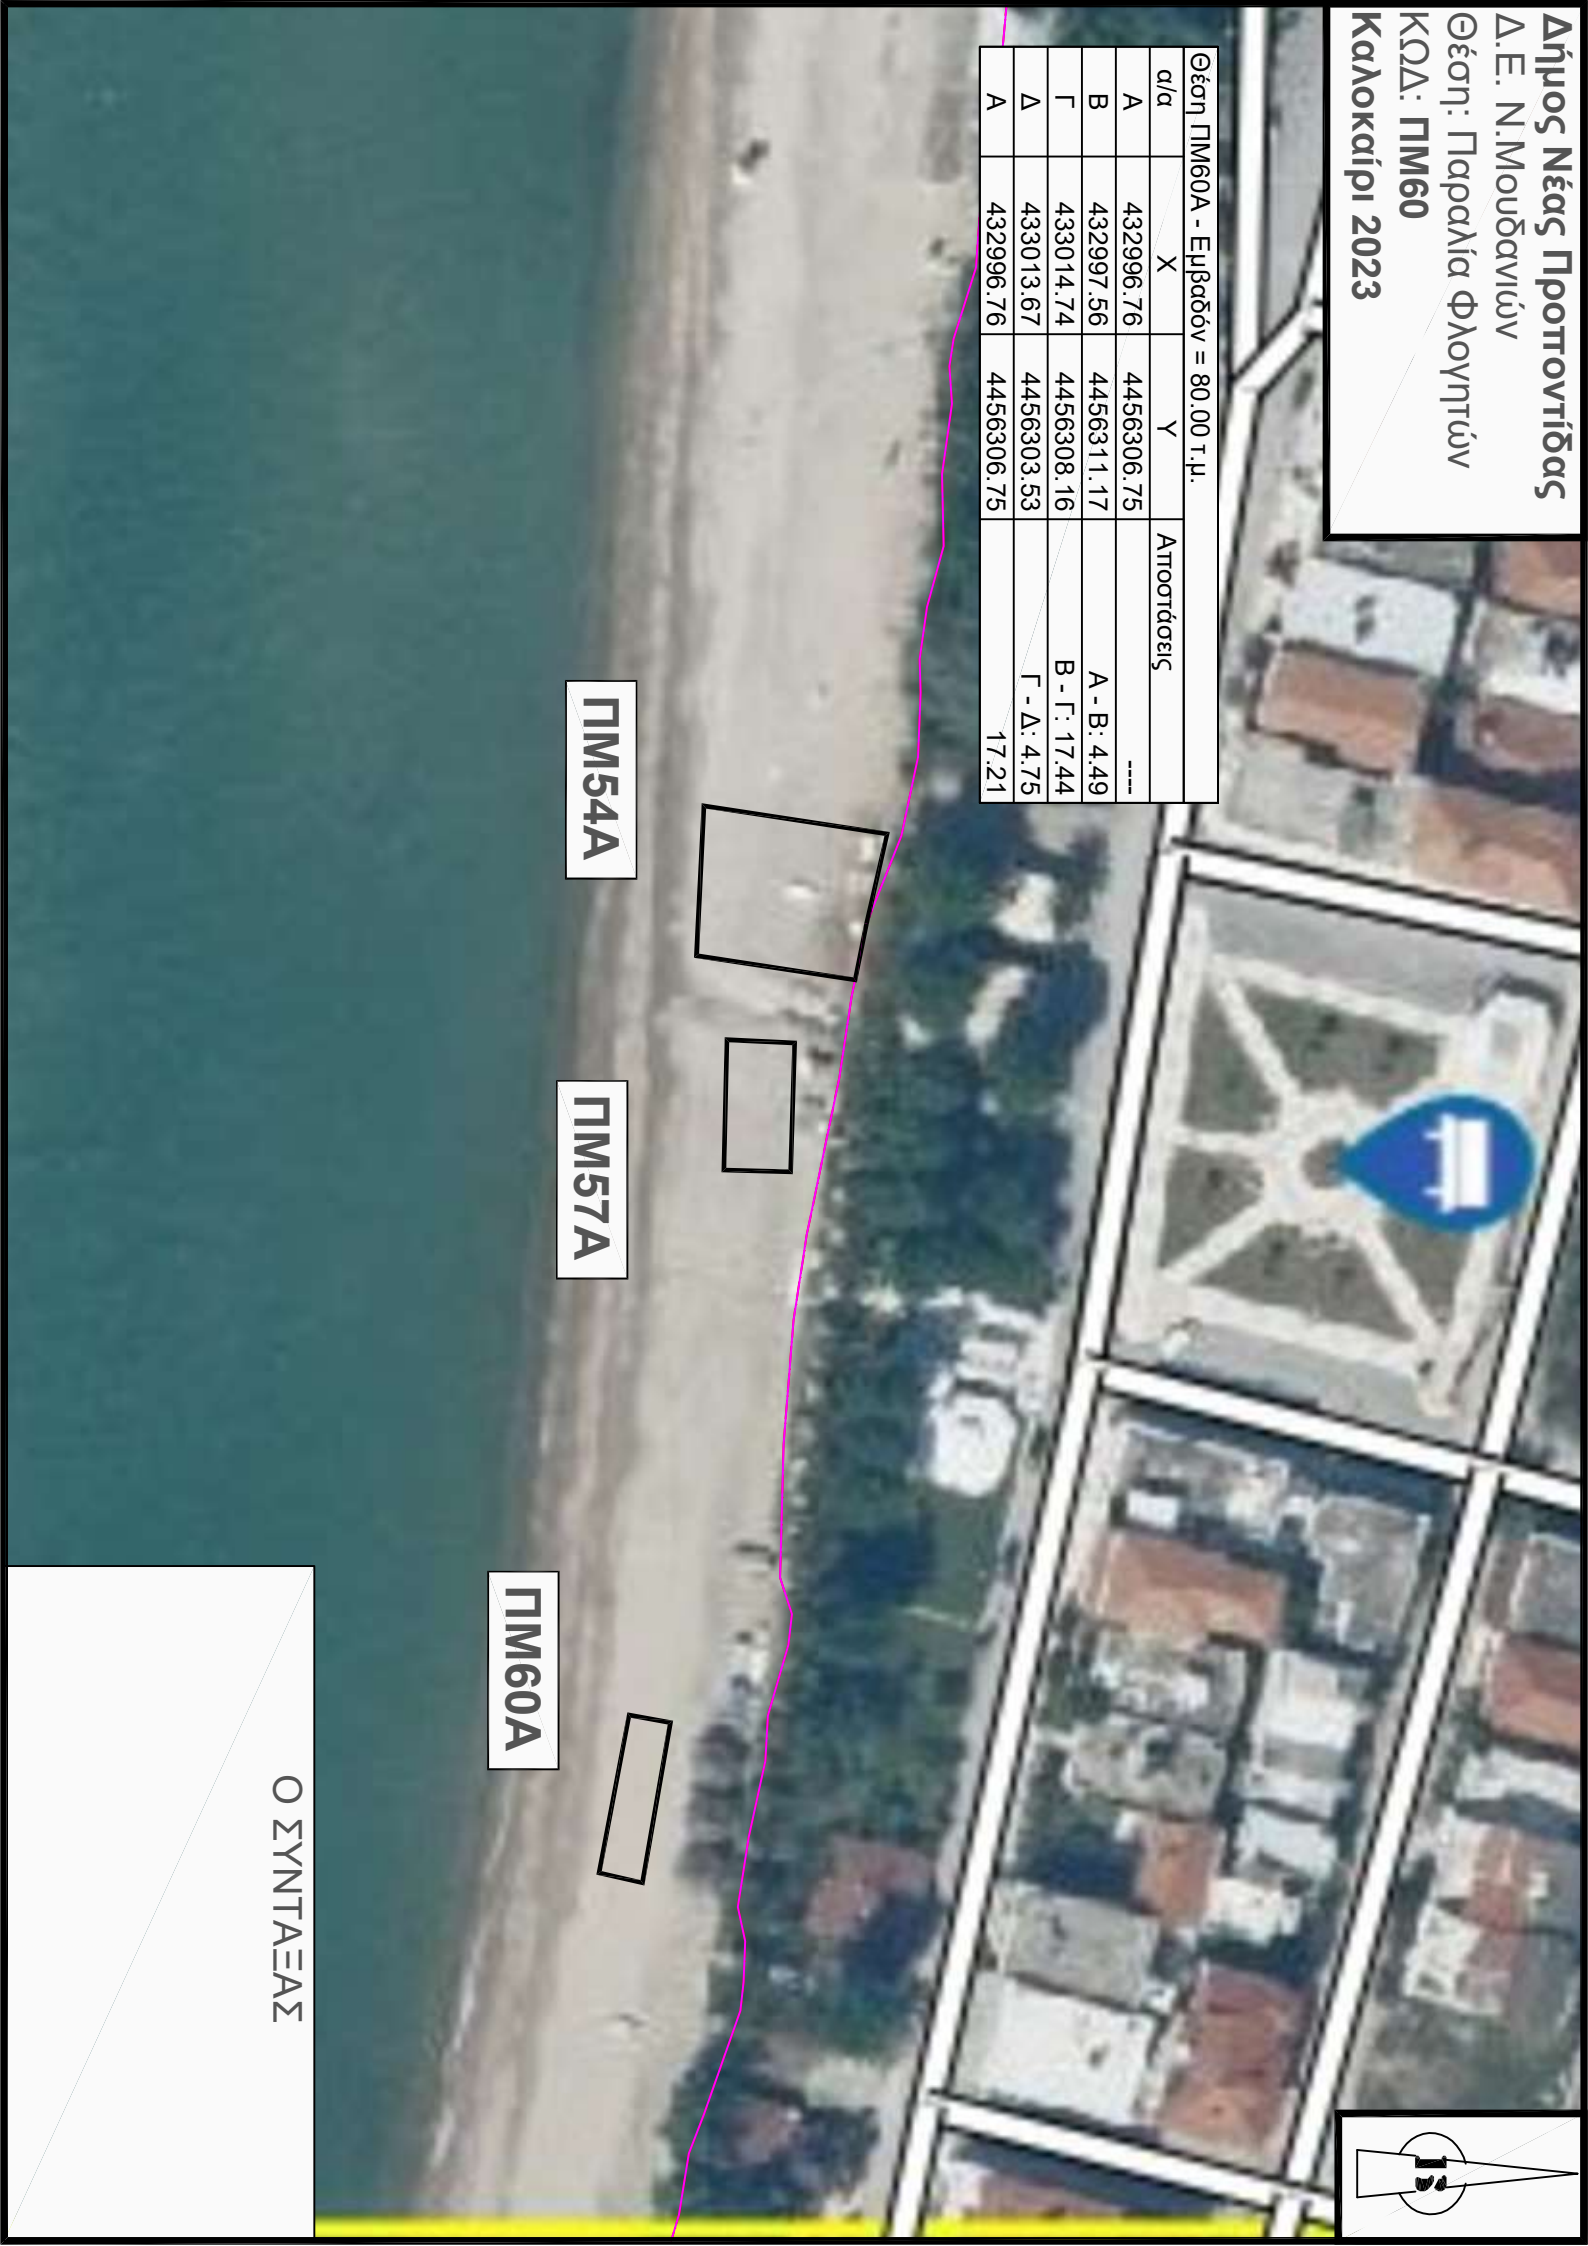 Δήμος Νέας Προποντίδας
Δ.Ε. Ν.Μουδανιών
Θέση: Παραλία Φλογητών
ΚΩΔ: ΠΜ60
Καλοκαίρι 2023
Θέση ΠΜ60Α - Εμβαδόν = 80.00 τ.μ.
α/α Χ Υ Αποστάσεις
Α 432996.76 4456306.75 ----
Β 432997.56 4456311.17 Α - Β: 4.49
Γ 433014.74 4456308.16 Β - Γ: 17.44
Δ 433013.67 4456303.53 Γ - Δ: 4.75
Α 432996.76 4456306.75 17.21
ΠΜ54Α
ΠΜ57Α
ΠΜ60Α
Ο ΣΥΝΤΑΞΑΣ